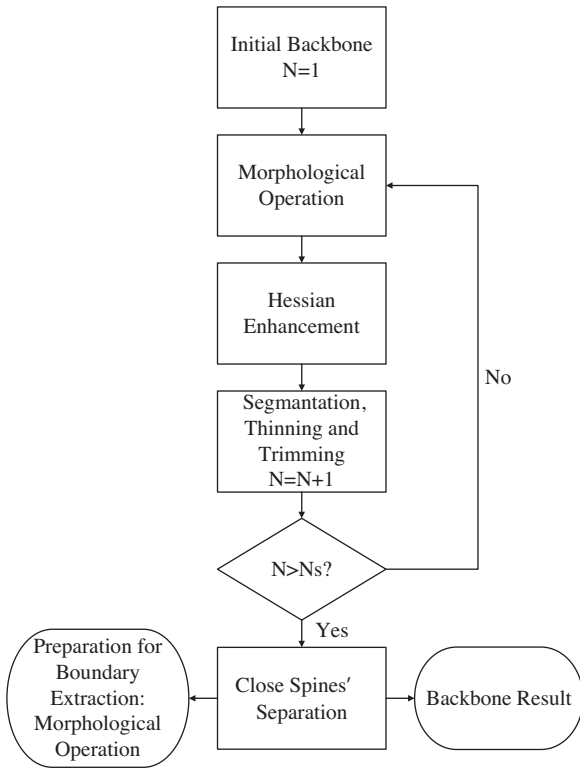 Initial Backbone
N=1
Morphological
Operation
Hessian
Enhancement
No
Segmantation,
Thinning and
Trimming
N=N+1
N>Ns?
Yes
Preparation for
Boundary
Extraction:
Morphological
Operation
Close Spines′
Separation
Backbone Result